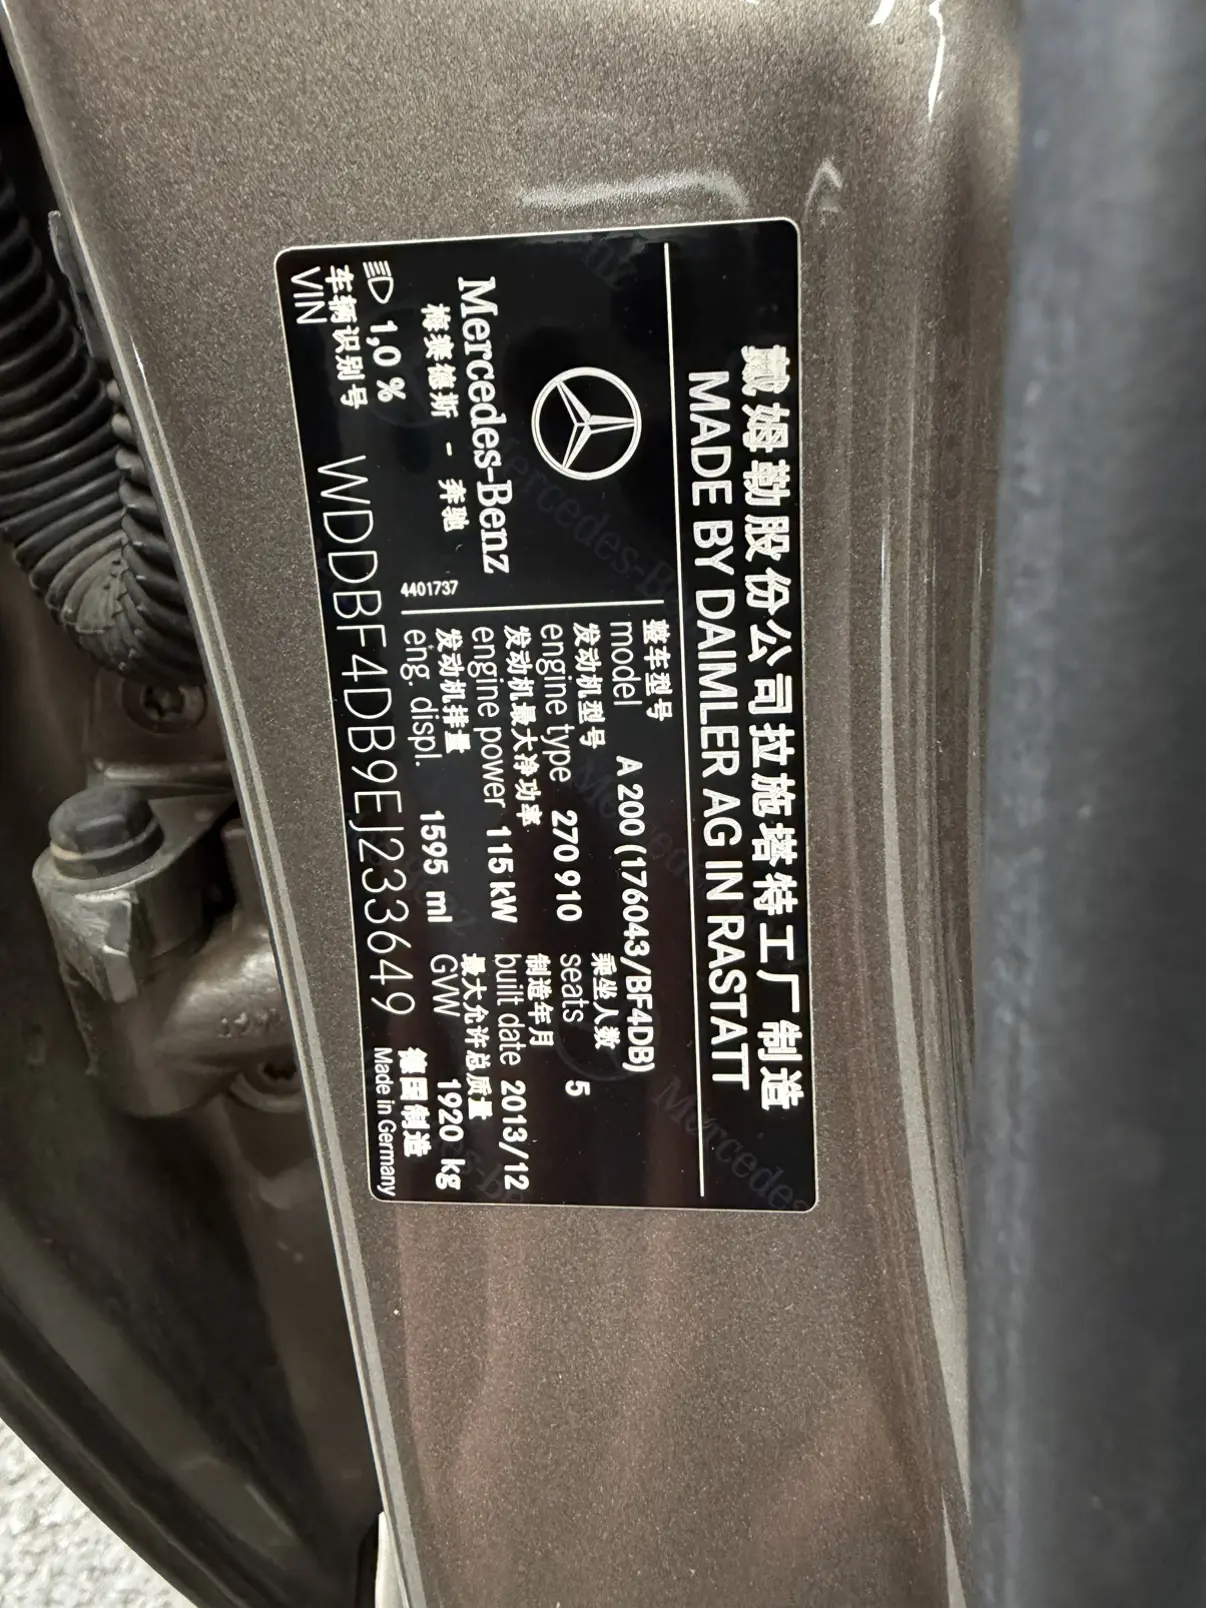 戴姆勒股份公司拉施塔特工厂制造
MADE BY DAIMLER AG IN RASTATT
Mercedes-Benz
梅赛德斯 - 奔驰
4401737
整车型号
model A 200 (176043/BF4DB)
发动机型号 乘坐人数
engine type 270 910 seats 5
发动机最大净功率 制造年月
engine power 115 kW built date 2013/12
发动机排量 最大允许总质量
eng. displ. 1595 ml GVW 1920 kg
1,0 %
车辆识别号
VIN WDDBF4DB9EJ233649
德国制造
Made in Germany